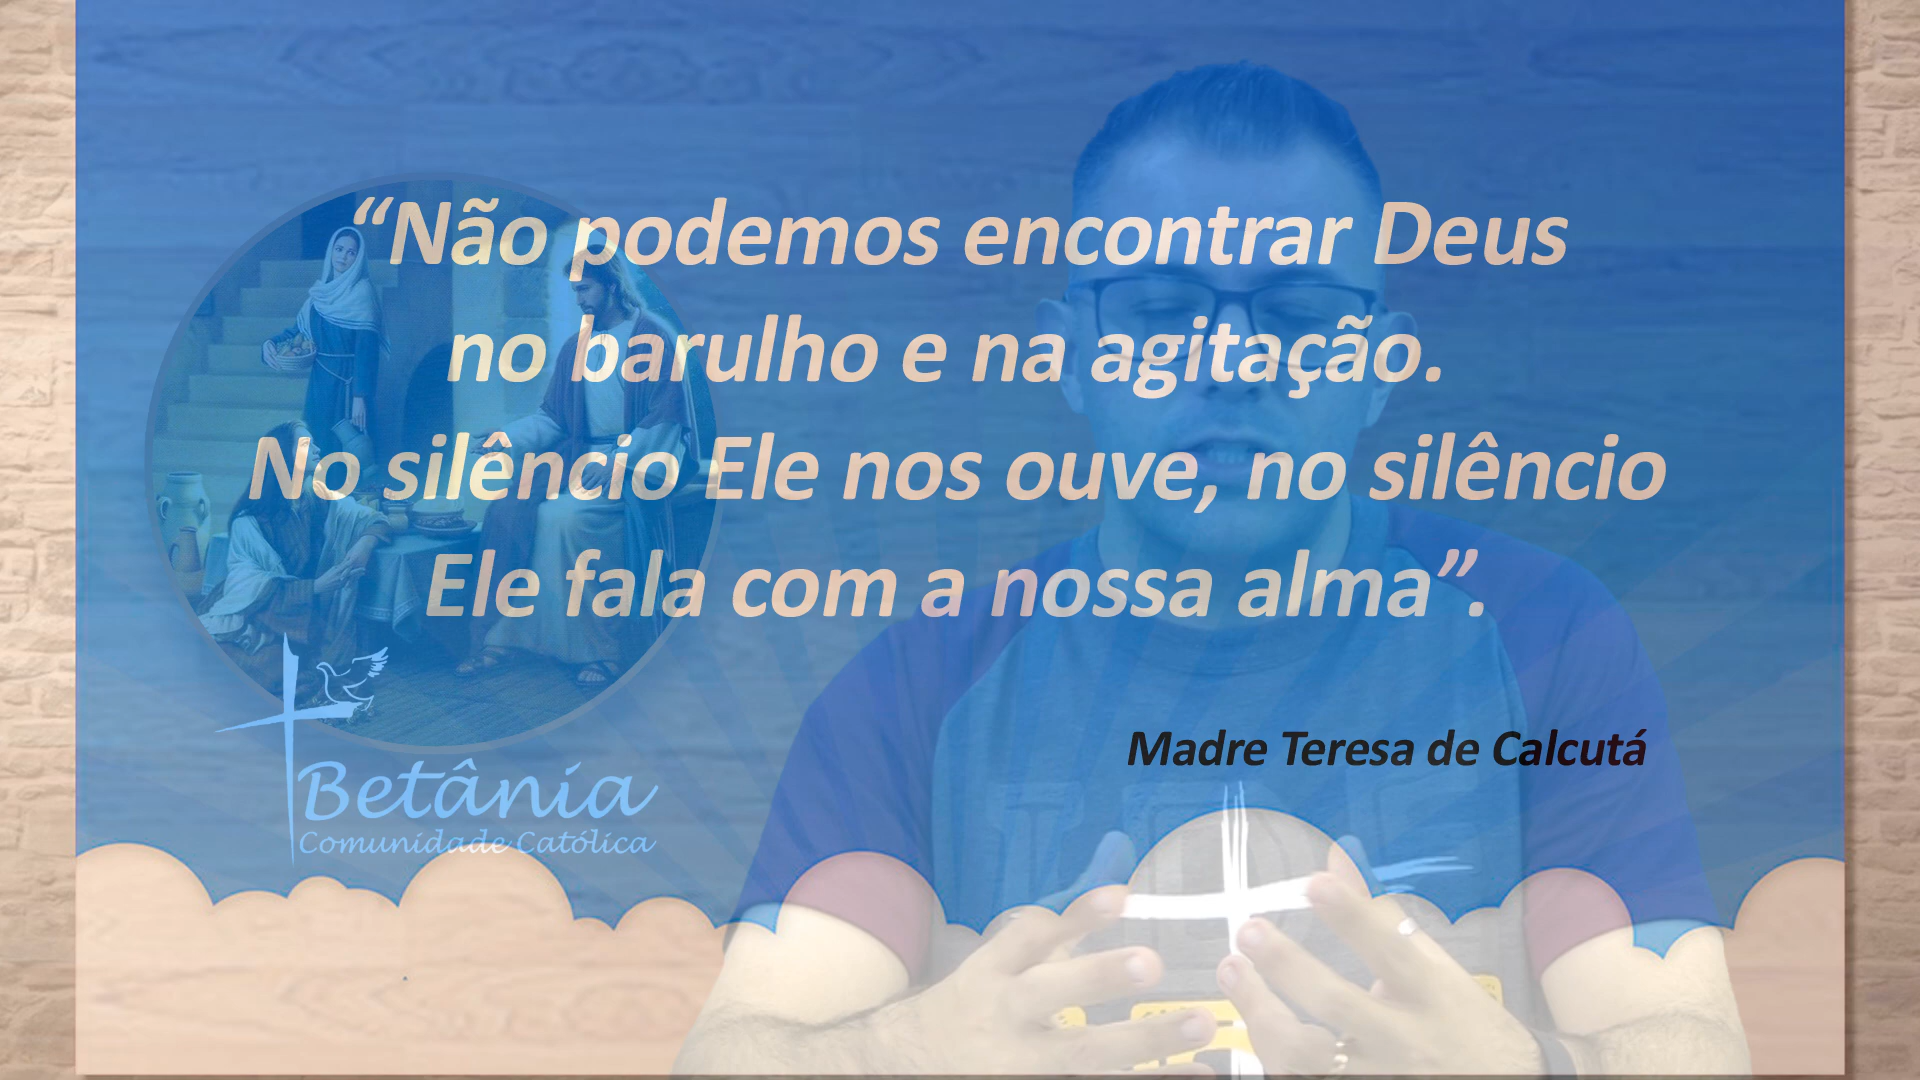 “Não podemos encontrar Deus
no barulho e na agitação.
No silêncio Ele nos ouve, no silêncio
Ele fala com a nossa alma”.
Madre Teresa de Calcutá
Betânia
Comunidade Católica